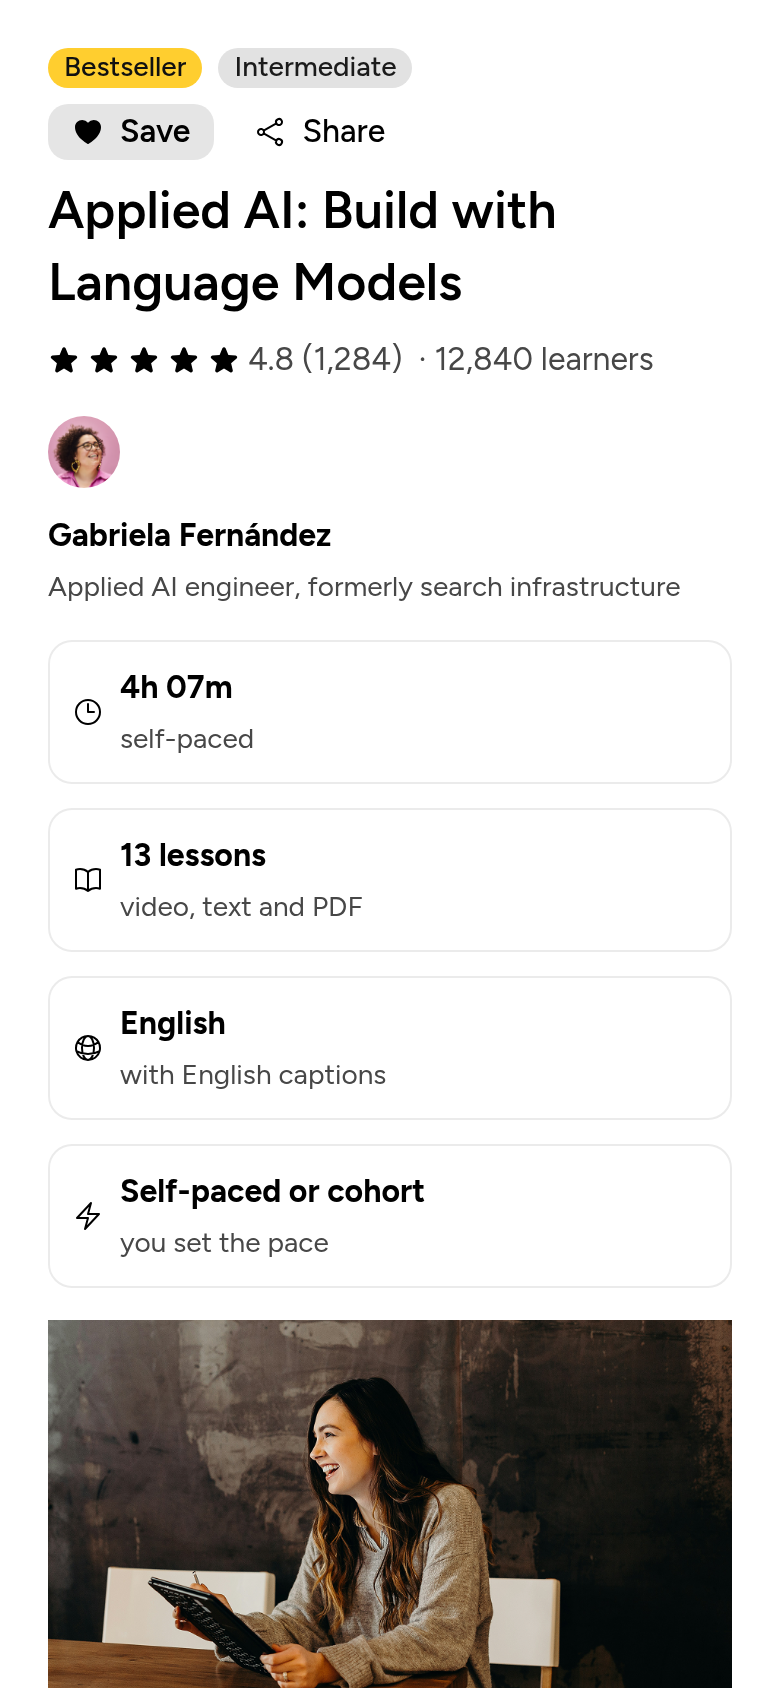 Bestseller
Intermediate
Save
Share
Applied AI: Build with
Language Models
4.8 (1,284) · 12,840 learners
Gabriela Fernández
Applied AI engineer, formerly search infrastructure
4h 07m
self-paced
13 lessons
video, text and PDF
English
with English captions
Self-paced or cohort
you set the pace